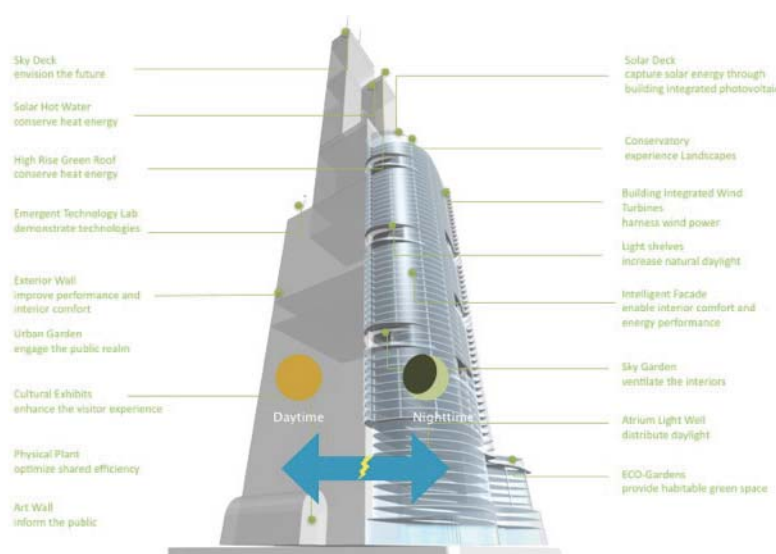 Sky Deck
envision the future
Solar Hot Water
conserve heat energy
High Rise Green Roof
conserve heat energy
Emergent Technology Lab
demonstrate technologies
Exterior Wall
improve performance and
interior comfort
Urban Garden
engage the public realm
Cultural Exhibits
enhance the visitor experience
Physical Plant
optimize shared efficiency
Art Wall
inform the public
Daytime
Nighttime
Solar Deck
capture solar energy through
building integrated photovoltaic
Conservatory
experience Landscapes
Building Integrated Wind
Turbines
harness wind power
Light shelves
increase natural daylight
Intelligent Facade
enable interior comfort and
energy performance
Sky Garden
ventilate the interiors
Atrium Light Well
distribute daylight
ECO-Gardens
provide habitable green space